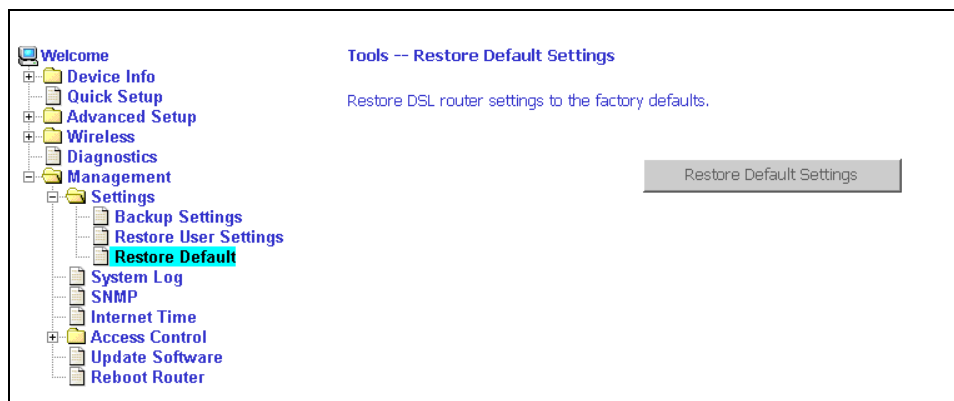 Welcome
Device Info
Quick Setup
Advanced Setup
Wireless
Diagnostics
Management
Settings
Backup Settings
Restore User Settings
Restore Default
System Log
SNMP
Internet Time
Access Control
Update Software
Reboot Router
Tools -- Restore Default Settings
Restore DSL router settings to the factory defaults.
Restore Default Settings